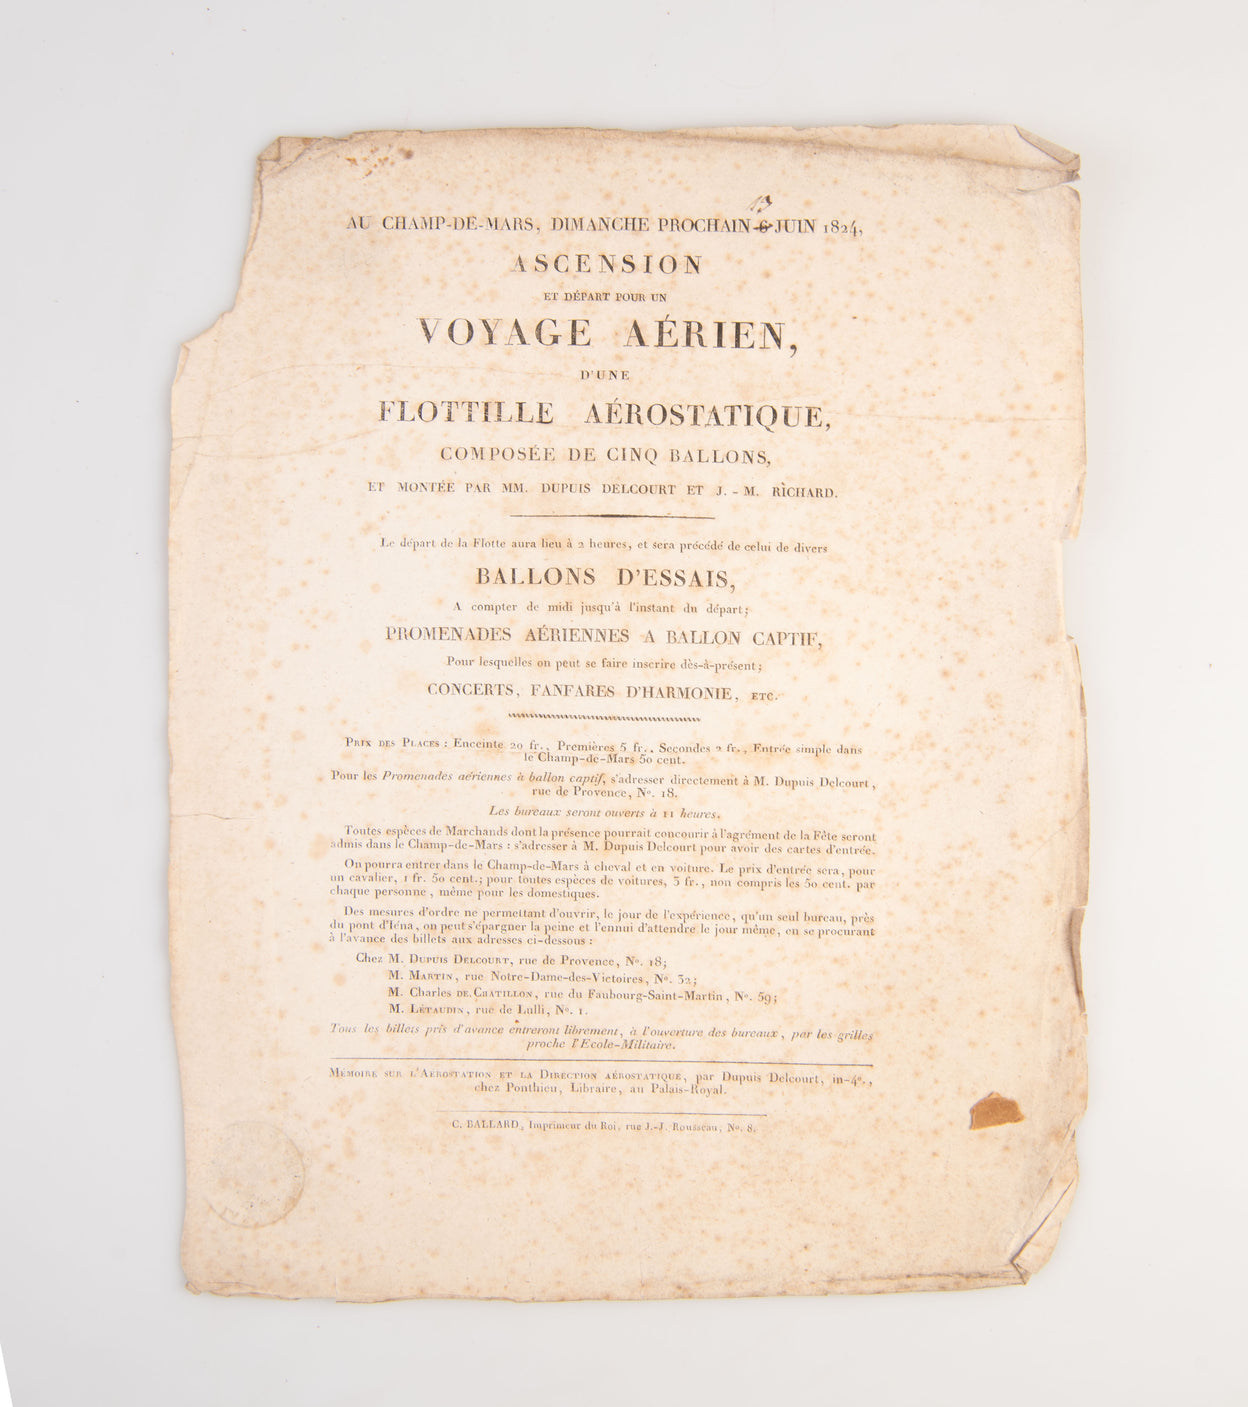 13
AU CHAMP-DE-MARS, DIMANCHE PROCHAIN 6 JUIN 1824,
ASCENSION
ET DÉPART POUR UN
VOYAGE AÉRIEN,
D'UNE
FLOTTILLE AÉROSTATIQUE,
COMPOSÉE DE CINQ BALLONS,
ET MONTÉE PAR MM. DUPUIS DELCOURT ET J.-M. RICHARD.
Le départ de la Flotte aura lieu à 2 heures, et sera précédé de celui de divers
BALLONS D'ESSAIS,
A compter de midi jusqu'à l'instant du départ;
PROMENADES AÉRIENNES A BALLON CAPTIF,
Pour lesquelles on peut se faire inscrire dès-à-présent;
CONCERTS, FANFARES D'HARMONIE, ETC.
PRIX DES PLACES : Enceinte 20 fr., Premières 5 fr., Secondes 2 fr., Entrée simple dans
le Champ-de-Mars 50 cent.
Pour les Promenades aériennes à ballon captif, s'adresser directement à M. Dupuis Delcourt,
rue de Provence, N°. 18.
Les bureaux seront ouverts à 11 heures.
Toutes espèces de Marchands dont la présence pourrait concourir à l'agrément de la Fête seront
admis dans le Champ-de-Mars : s'adresser à M. Dupuis Delcourt pour avoir des cartes d'entrée.
On pourra entrer dans le Champ-de-Mars à cheval et en voiture. Le prix d'entrée sera, pour
un cavalier, 1 fr. 50 cent.; pour toutes espèces de voitures, 3 fr., non compris les 50 cent. par
chaque personne, même pour les domestiques.
Des mesures d'ordre ne permettant d'ouvrir, le jour de l'expérience, qu'un seul bureau, près
du pont d'Iéna, on peut s'épargner la peine et l'ennui d'attendre le jour même, en se procurant
à l'avance des billets aux adresses ci-dessous :
Chez M. DUPUIS DELCOURT, rue de Provence, N°. 18;
M. MARTIN, rue Notre-Dame-des-Victoires, N°. 32;
M. Charles DE CHATILLON, rue du Faubourg-Saint-Martin, N°. 59;
M. LÉTAUDIN, rue de Lulli, N°. 1.
Tous les billets pris d'avance entreront librement, à l'ouverture des bureaux, par les grilles
proche l'Ecole-Militaire.
MÉMOIRE SUR L'AÉROSTATION ET LA DIRECTION AÉROSTATIQUE, par Dupuis Delcourt, in-4°.,
chez Ponthieu, Libraire, au Palais-Royal.
C. BALLARD, Imprimeur du Roi, rue J.-J. Rousseau, N°. 8.